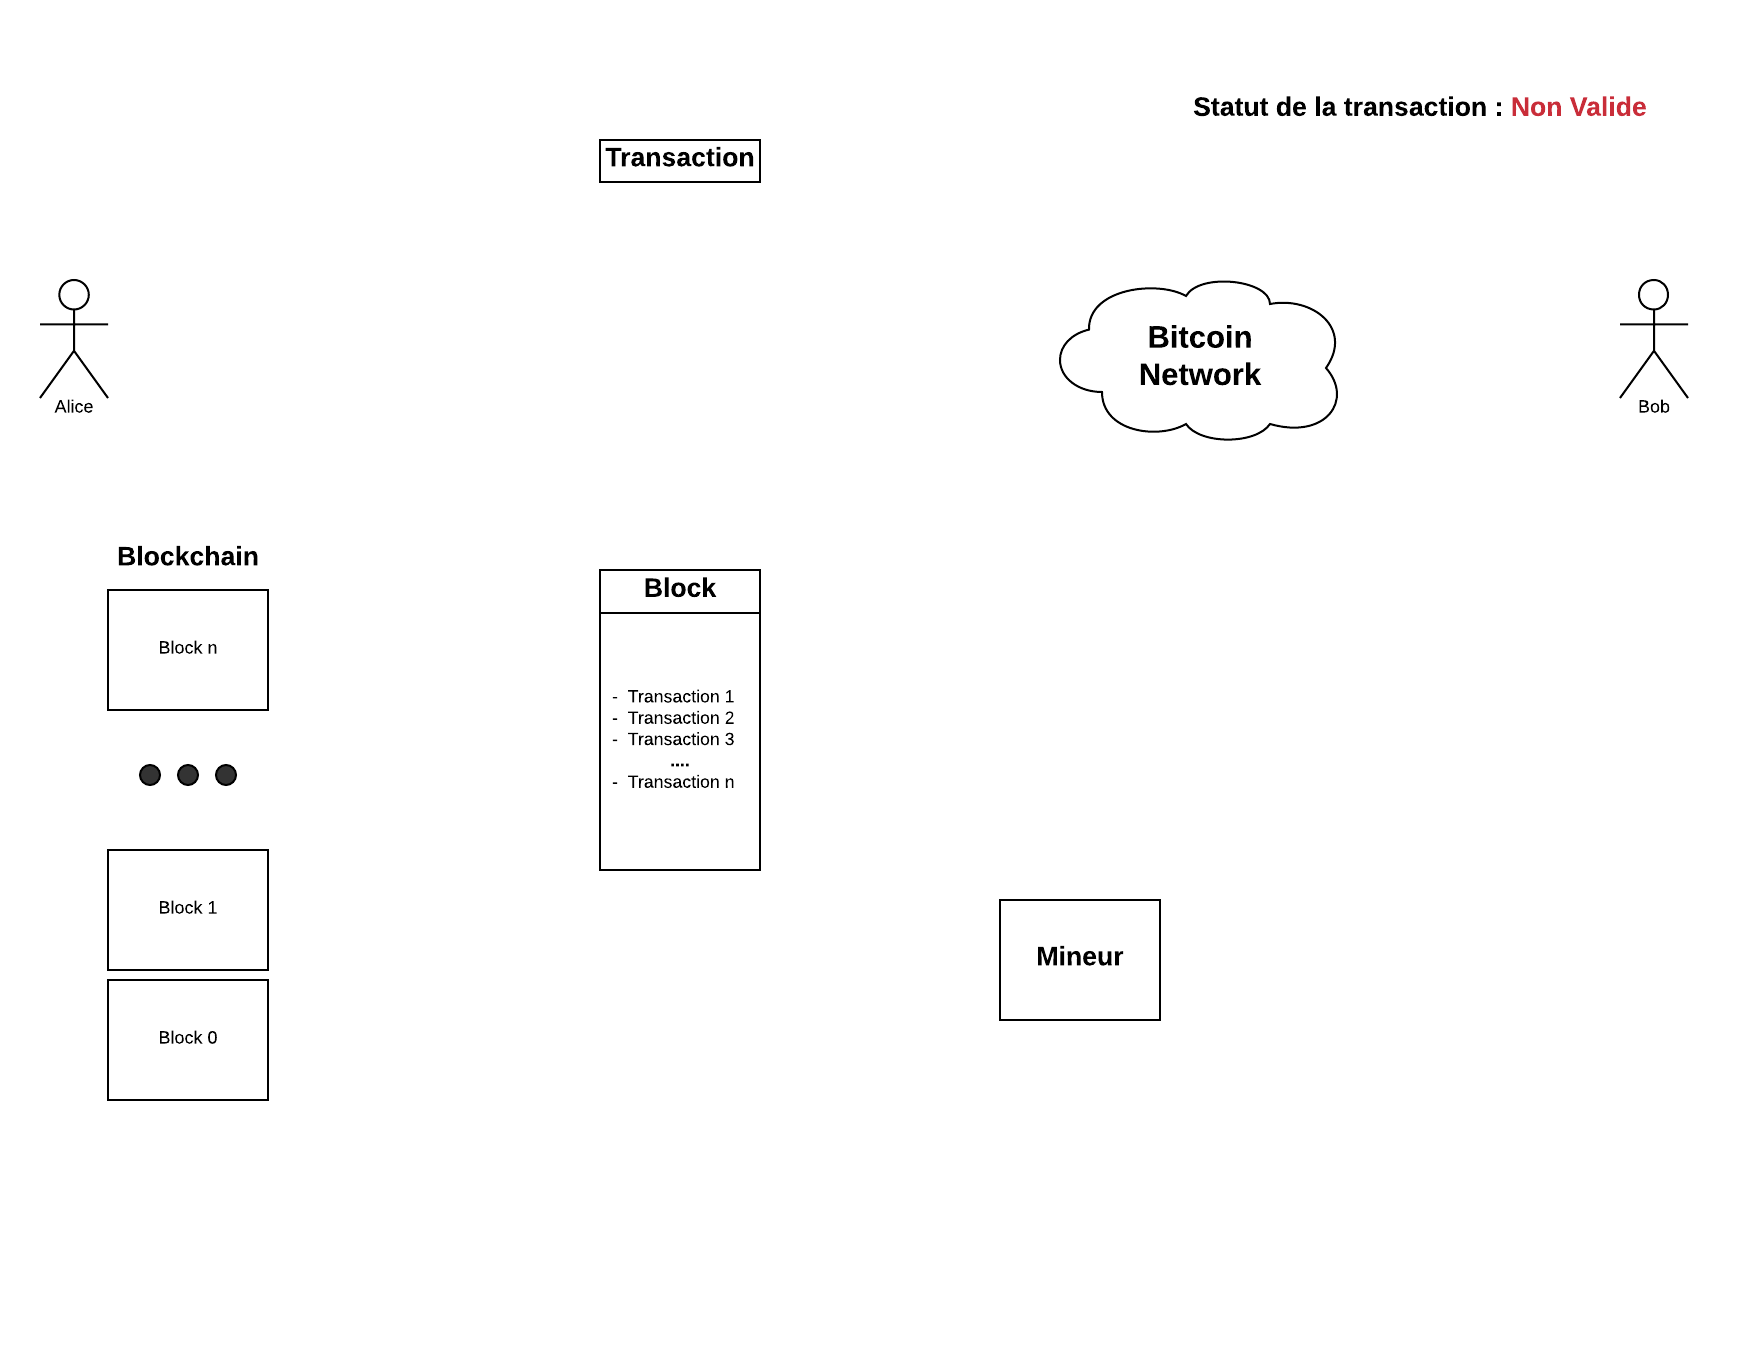 Statut de la transaction : Non Valide
Transaction
Bitcoin
Network
Alice
Bob
Blockchain
Block n
Block 1
Block 0
Block
- Transaction 1
- Transaction 2
- Transaction 3
....
- Transaction n
Mineur